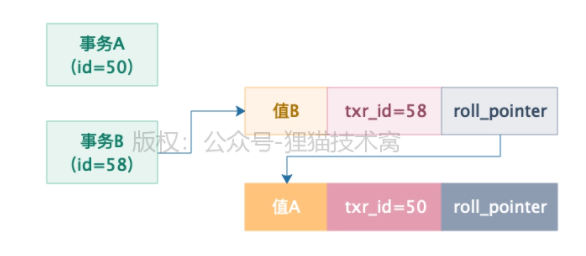 事务A
(id=50)
事务B
(id=58)
值B
txr_id=58
roll_pointer
版权：公众号-狸猫技术窝
值A
txr_id=50
roll_pointer